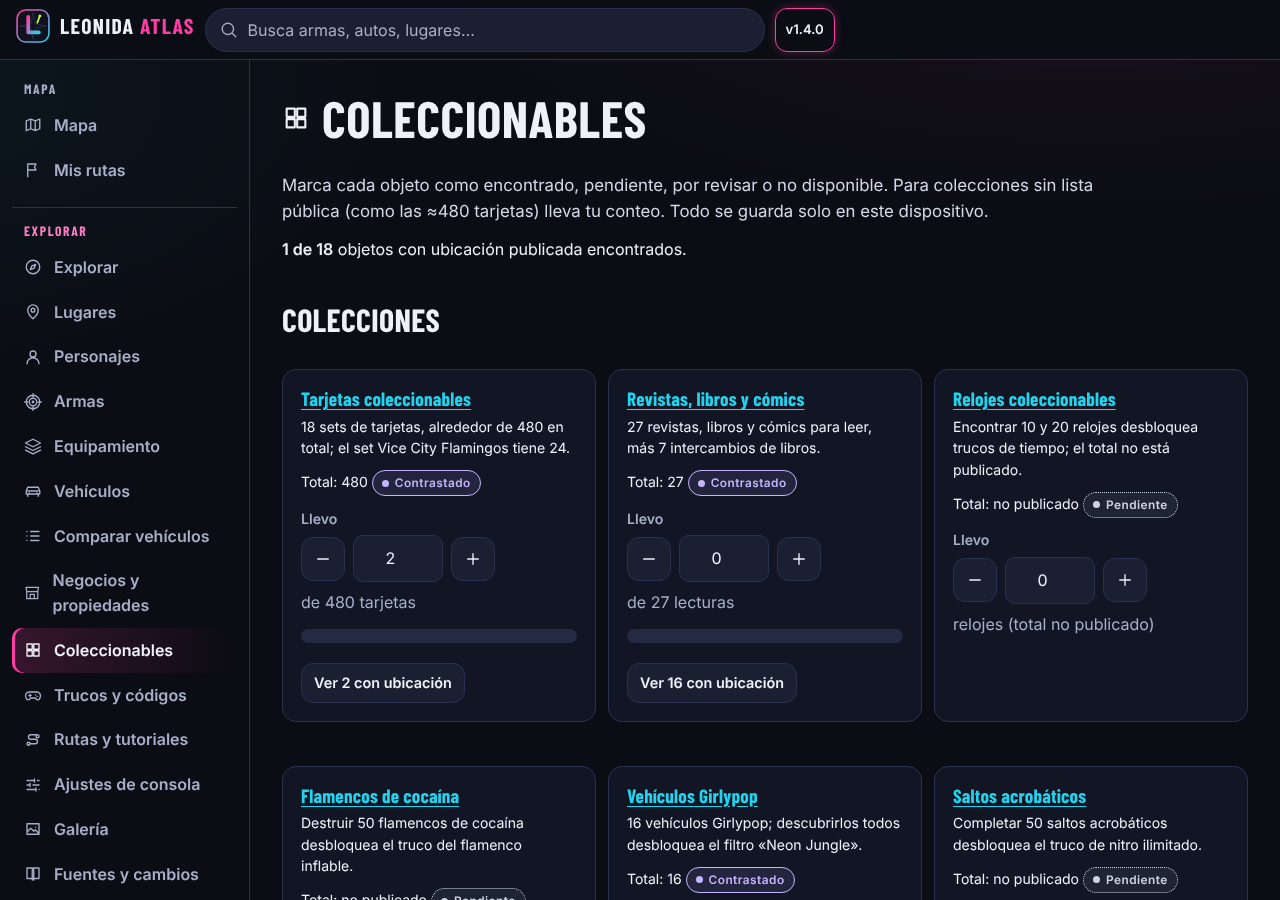 LEONIDA ATLAS
Busca armas, autos, lugares...
v1.4.0
MAPA
Mapa
Mis rutas
EXPLORAR
Explorar
Lugares
Personajes
Armas
Equipamiento
Vehículos
Comparar vehículos
Negocios y
propiedades
Coleccionables
Trucos y códigos
Rutas y tutoriales
Ajustes de consola
Galería
Fuentes y cambios
COLECCIONABLES
Marca cada objeto como encontrado, pendiente, por revisar o no disponible. Para colecciones sin lista
pública (como las ≈480 tarjetas) lleva tu conteo. Todo se guarda solo en este dispositivo.
1 de 18 objetos con ubicación publicada encontrados.
COLECCIONES
Tarjetas coleccionables
18 sets de tarjetas, alrededor de 480 en
total; el set Vice City Flamingos tiene 24.
Total: 480 Contrastado
Llevo
− 2 +
de 480 tarjetas
Ver 2 con ubicación
Revistas, libros y cómics
27 revistas, libros y cómics para leer,
más 7 intercambios de libros.
Total: 27 Contrastado
Llevo
− 0 +
de 27 lecturas
Ver 16 con ubicación
Relojes coleccionables
Encontrar 10 y 20 relojes desbloquea
trucos de tiempo; el total no está
publicado.
Total: no publicado Pendiente
Llevo
− 0 +
relojes (total no publicado)
Flamencos de cocaína
Destruir 50 flamencos de cocaína
desbloquea el truco del flamenco
inflable.
Total: no publicado Pendiente
Vehículos Girlypop
16 vehículos Girlypop; descubrirlos todos
desbloquea el filtro «Neon Jungle».
Total: 16 Contrastado
Saltos acrobáticos
Completar 50 saltos acrobáticos
desbloquea el truco de nitro ilimitado.
Total: no publicado Pendiente